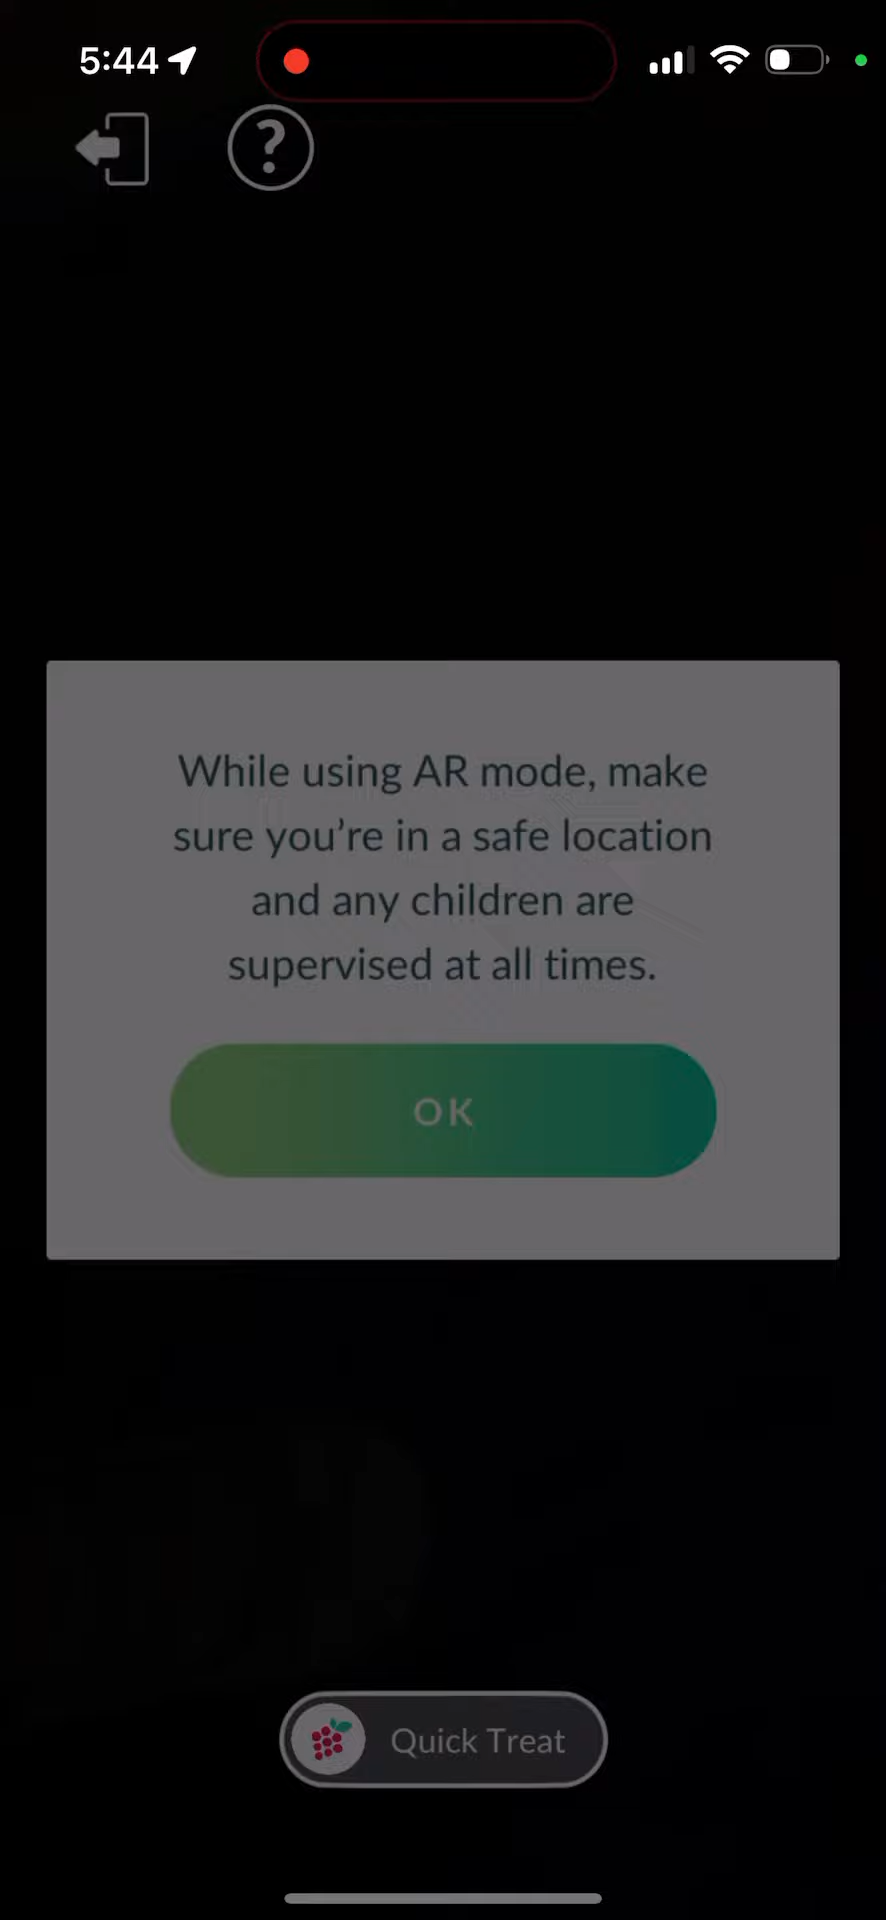 5:44
?
While using AR mode, make
sure you’re in a safe location
and any children are
supervised at all times.
OK
Quick Treat